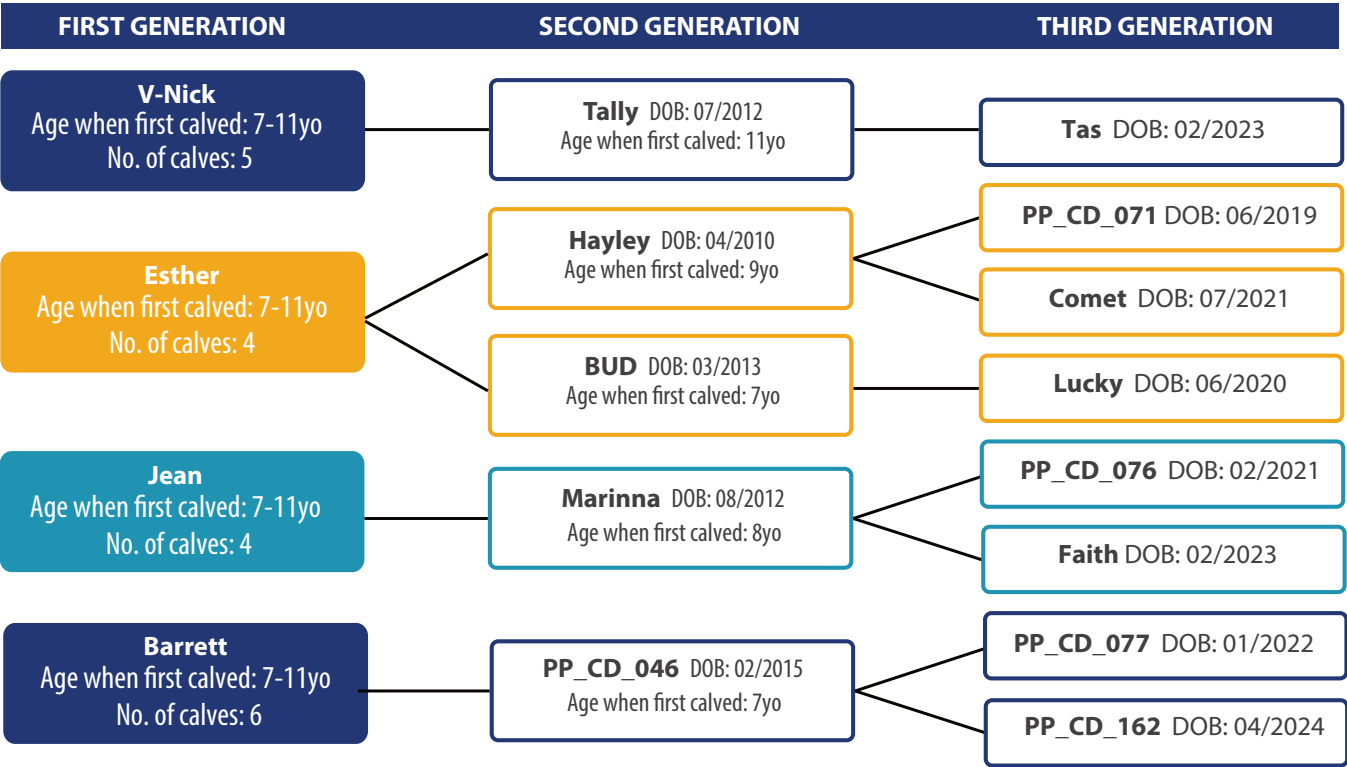 FIRST GENERATION
SECOND GENERATION
THIRD GENERATION
V-Nick
Age when first calved: 7-11yo
No. of calves: 5
Tally DOB: 07/2012
Age when first calved: 11yo
Tas DOB: 02/2023
Esther
Age when first calved: 7-11yo
No. of calves: 4
Hayley DOB: 04/2010
Age when first calved: 9yo
PP_CD_071 DOB: 06/2019
Comet DOB: 07/2021
BUD DOB: 03/2013
Age when first calved: 7yo
Lucky DOB: 06/2020
Jean
Age when first calved: 7-11yo
No. of calves: 4
Marinna DOB: 08/2012
Age when first calved: 8yo
PP_CD_076 DOB: 02/2021
Faith DOB: 02/2023
Barrett
Age when first calved: 7-11yo
No. of calves: 6
PP_CD_046 DOB: 02/2015
Age when first calved: 7yo
PP_CD_077 DOB: 01/2022
PP_CD_162 DOB: 04/2024